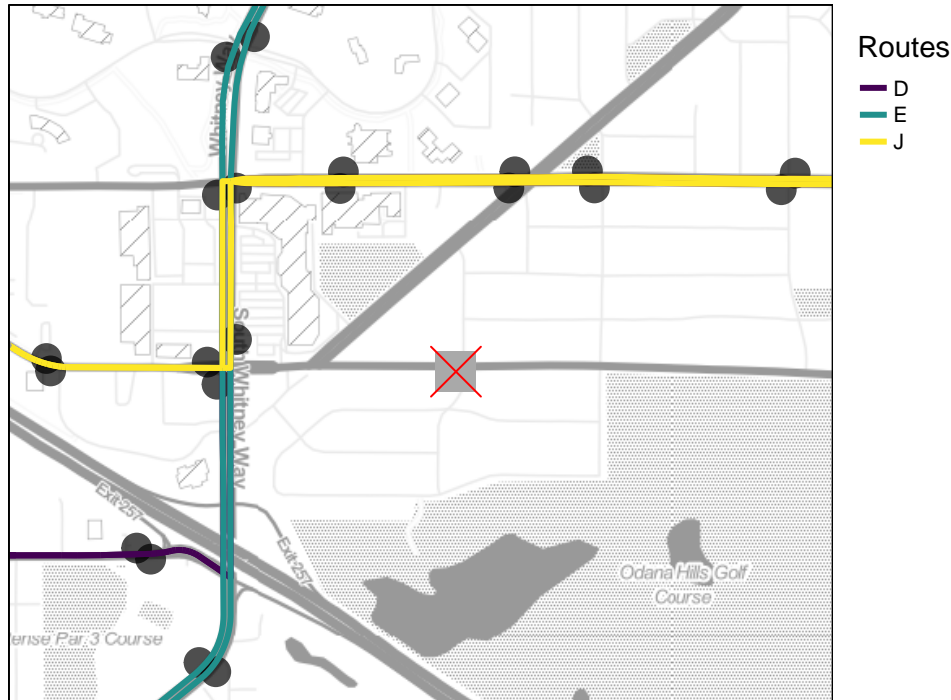 Routes
D
E
J
Whitney Way
South Whitney Way
Exit 257
Exit 257
Odana Hills Golf
Course
ense Par 3 Course